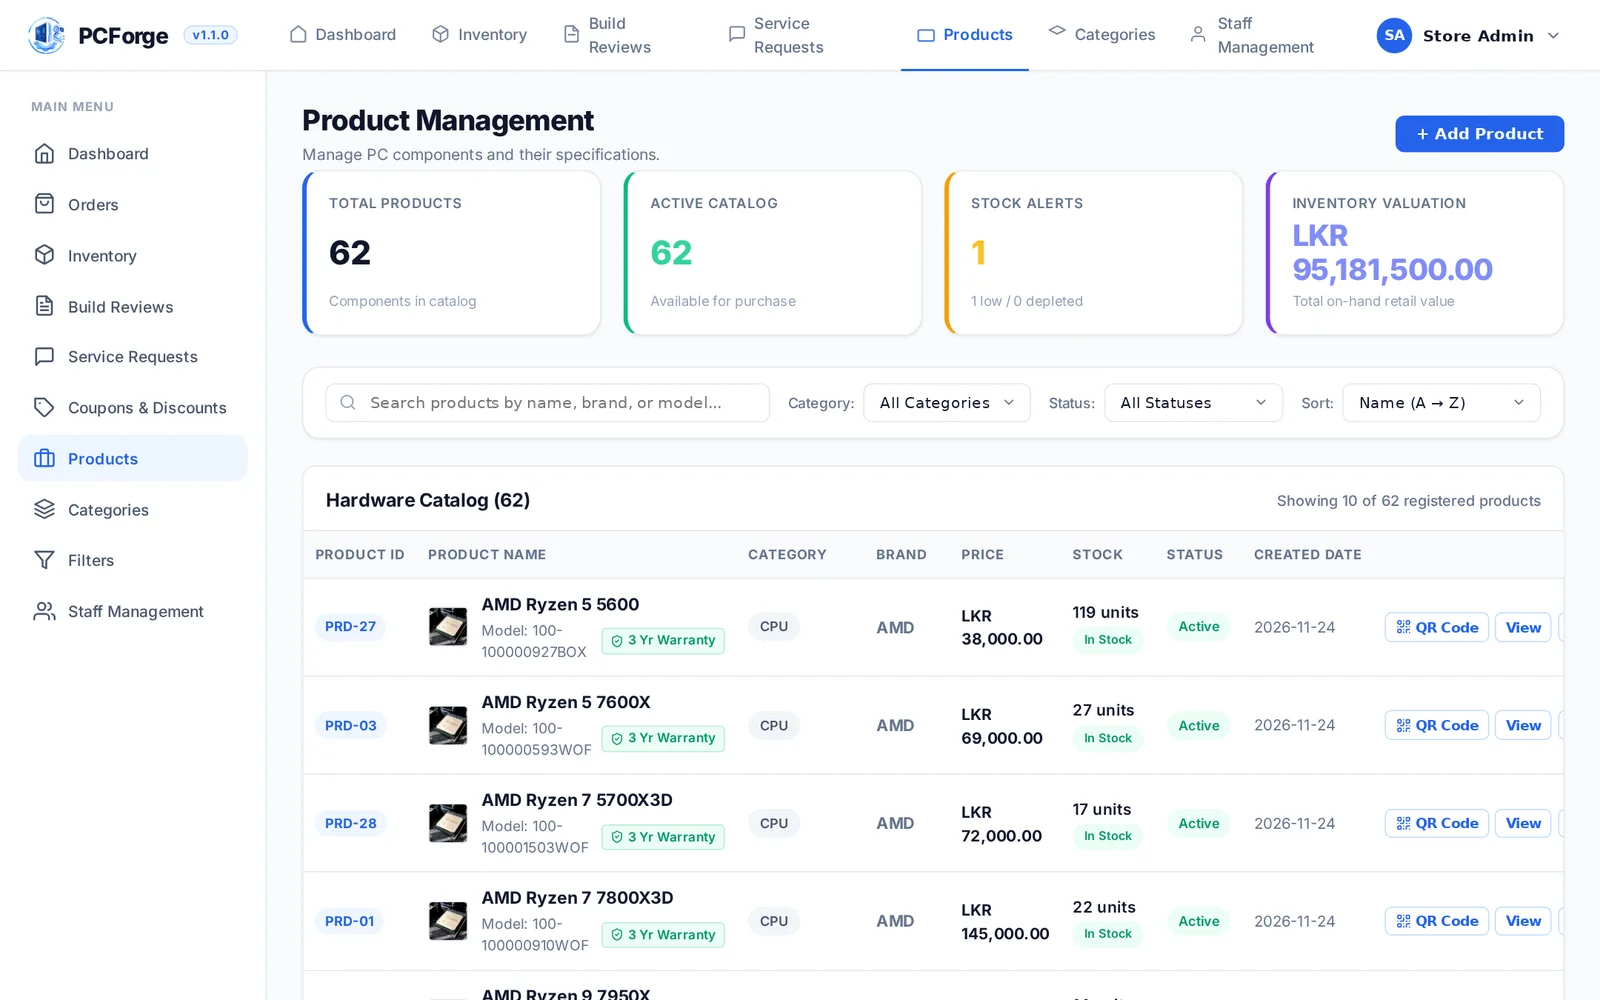 PCForge v1.1.0 Dashboard Inventory Build Reviews Service Requests Products Categories Staff Management SA Store Admin
MAIN MENU
Dashboard
Orders
Inventory
Build Reviews
Service Requests
Coupons & Discounts
Products
Categories
Filters
Staff Management
Product Management
Manage PC components and their specifications.
+ Add Product
TOTAL PRODUCTS
62
Components in catalog
ACTIVE CATALOG
62
Available for purchase
STOCK ALERTS
1
1 low / 0 depleted
INVENTORY VALUATION
LKR
95,181,500.00
Total on-hand retail value
Search products by name, brand, or model... Category: All Categories Status: All Statuses Sort: Name (A → Z)
Hardware Catalog (62) Showing 10 of 62 registered products
PRODUCT ID PRODUCT NAME CATEGORY BRAND PRICE STOCK STATUS CREATED DATE
PRD-27
AMD Ryzen 5 5600
Model: 100-
100000927BOX
3 Yr Warranty
CPU
AMD
LKR
38,000.00
119 units
In Stock
Active
2026-11-24
QR Code
View
PRD-03
AMD Ryzen 5 7600X
Model: 100-
100000593WOF
3 Yr Warranty
CPU
AMD
LKR
69,000.00
27 units
In Stock
Active
2026-11-24
QR Code
View
PRD-28
AMD Ryzen 7 5700X3D
Model: 100-
100001503WOF
3 Yr Warranty
CPU
AMD
LKR
72,000.00
17 units
In Stock
Active
2026-11-24
QR Code
View
PRD-01
AMD Ryzen 7 7800X3D
Model: 100-
100000910WOF
3 Yr Warranty
CPU
AMD
LKR
145,000.00
22 units
In Stock
Active
2026-11-24
QR Code
View
AMD Ryzen 9 7950X